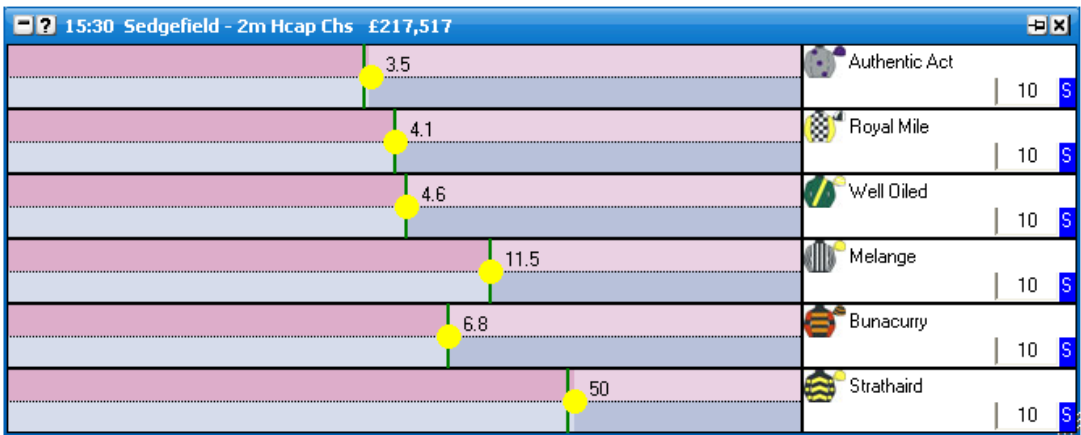 15:30 Sedgefield - 2m Hcap Chs £217,517
3.5
Authentic Act
10 S
4.1
Royal Mile
10 S
4.6
Well Oiled
10 S
11.5
Melange
10 S
6.8
Bunacurry
10 S
50
Strathaird
10 S